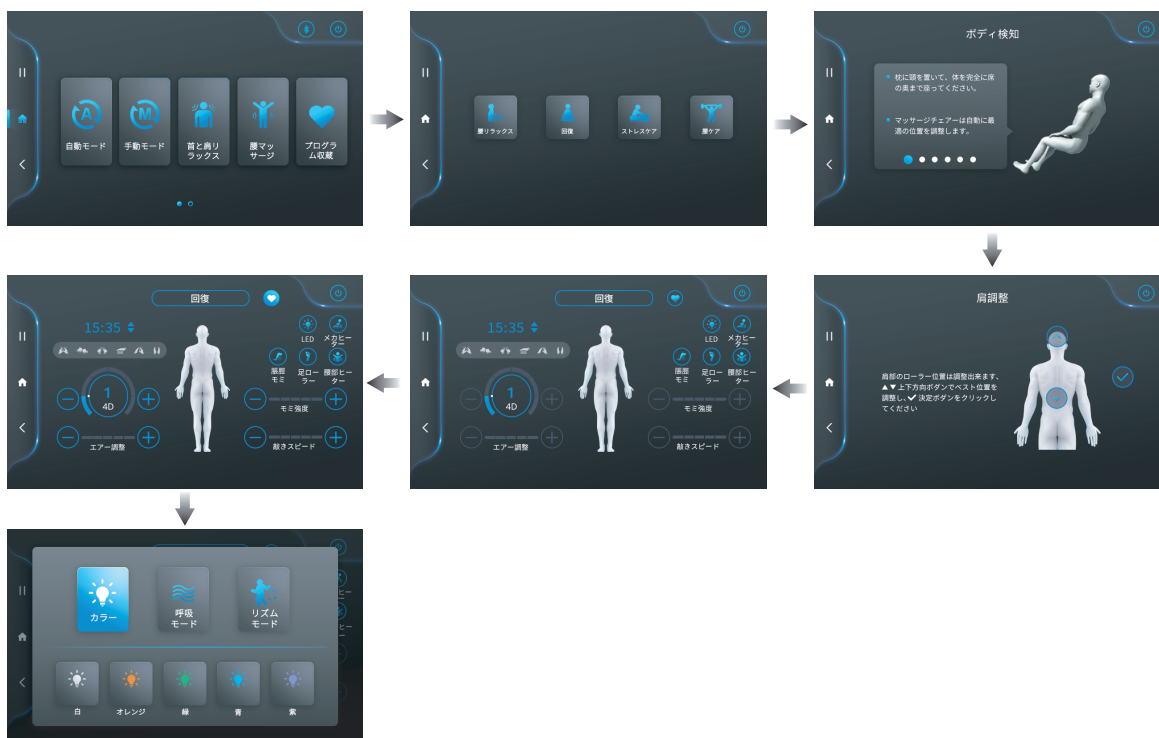 A
自動モード
M
手動モード
首と肩リ
ラックス
腰マッ
サージ
プログラ
ム収蔵
腰リラックス
回復
ストレスケア
腰ケア
ボディ検知
枕に頭を置いて、体を完全に席
の奥まで座ってください。
マッサージチェアーは自動に最
適の位置を調整します。
回復
15:35
LED
メカヒー
ター
脹脛
モミ
足ロー
ラー
腰部ヒー
ター
1
4D
モミ強度
エアー調整
敲きスピード
回復
15:35
LED
メカヒー
ター
脹脛
モミ
足ロー
ラー
腰部ヒー
ター
1
4D
モミ強度
エアー調整
敲きスピード
肩調整
肩部のローラー位置は調整出来ます、
▲▼上下方向ボダンでベスト位置を
調整し、✔決定ボダンをクリックし
てください
カラー
呼吸
モード
リズム
モード
白
オレンジ
緑
青
紫